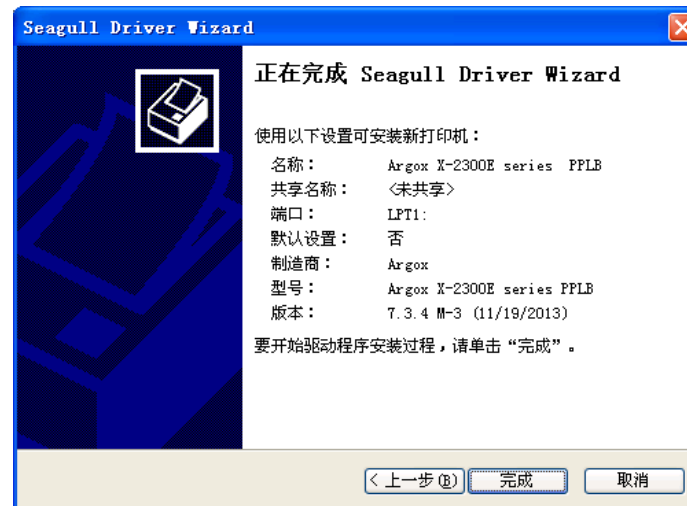 Seagull Driver Wizard
正在完成 Seagull Driver Wizard
使用以下设置可安装新打印机：
名称： Argox X-2300E series PPLB
共享名称： <未共享>
端口： LPT1:
默认设置： 否
制造商： Argox
型号： Argox X-2300E series PPLB
版本： 7.3.4 M-3 (11/19/2013)
要开始驱动程序安装过程，请单击“完成”。
< 上一步(B) 完成 取消